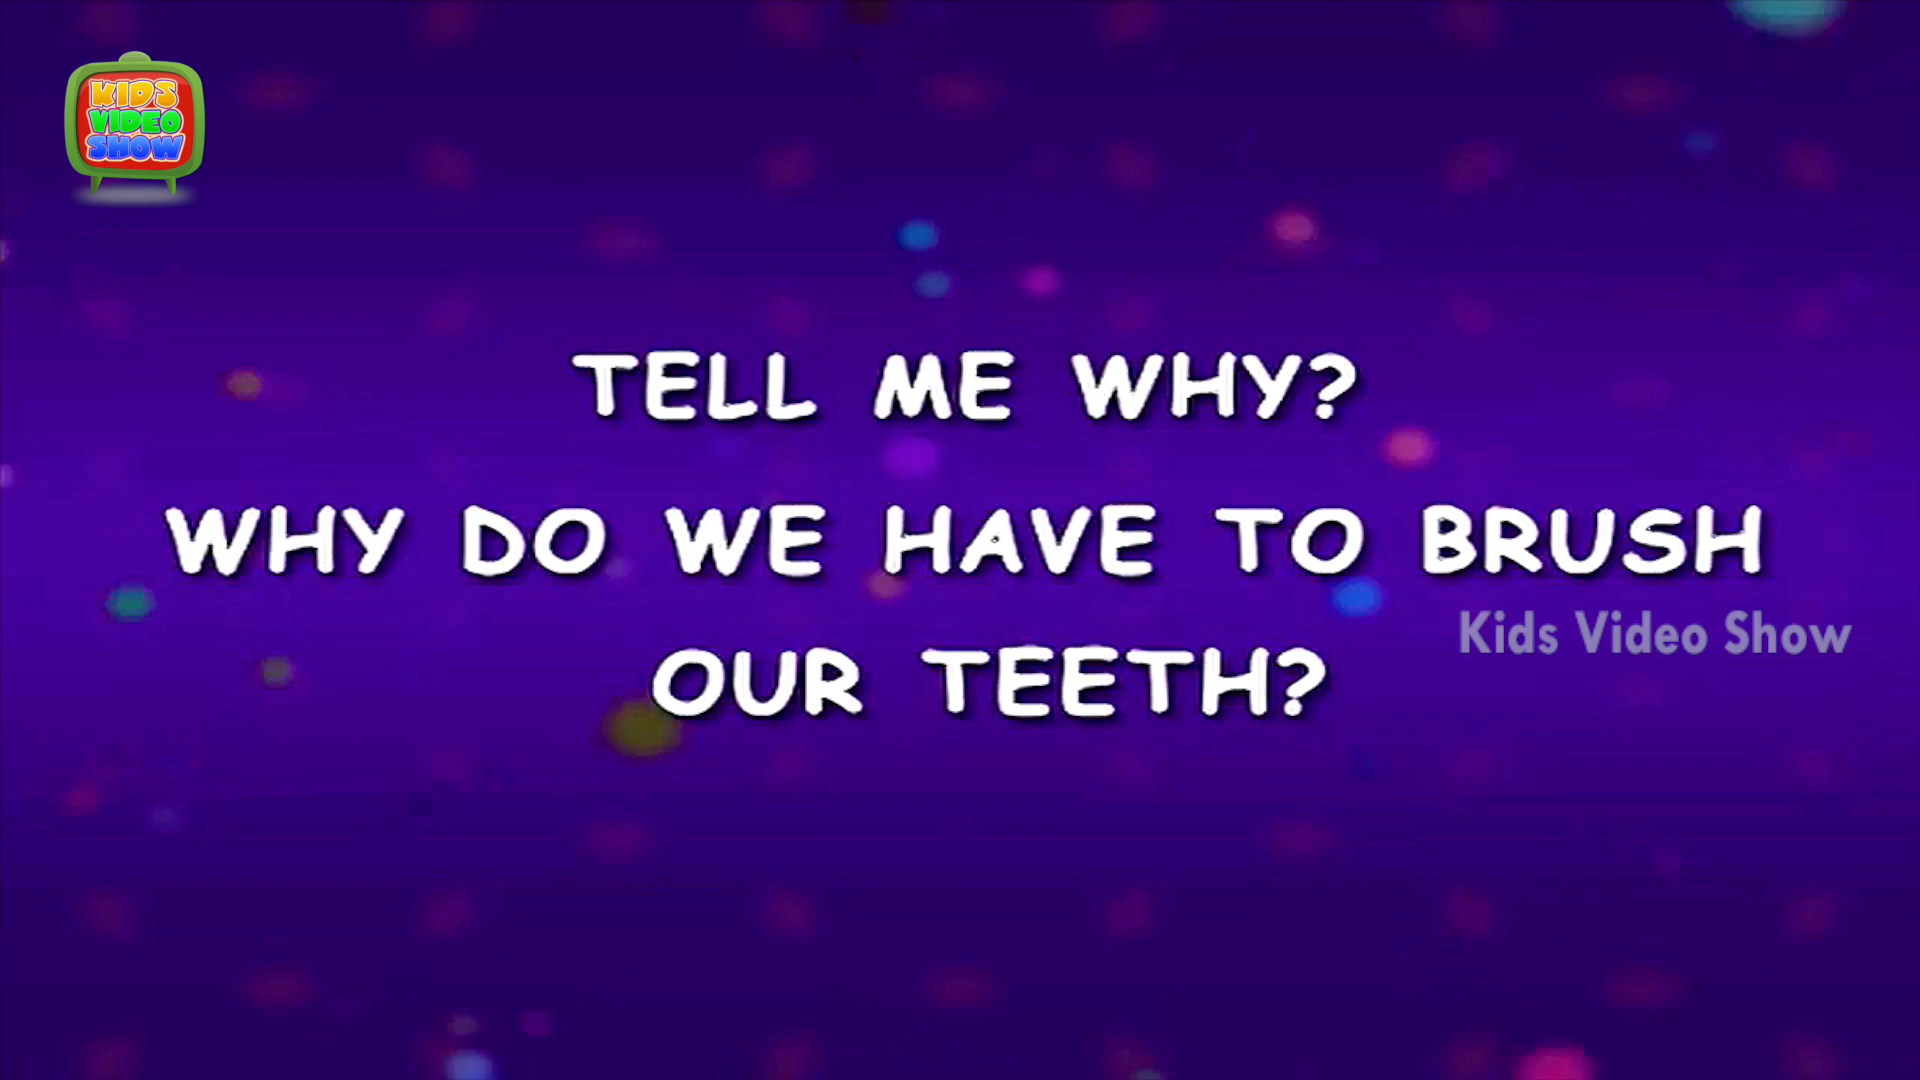 KIDS
VIDEO
SHOW
TELL ME WHY?
WHY DO WE HAVE TO BRUSH
OUR TEETH?
Kids Video Show